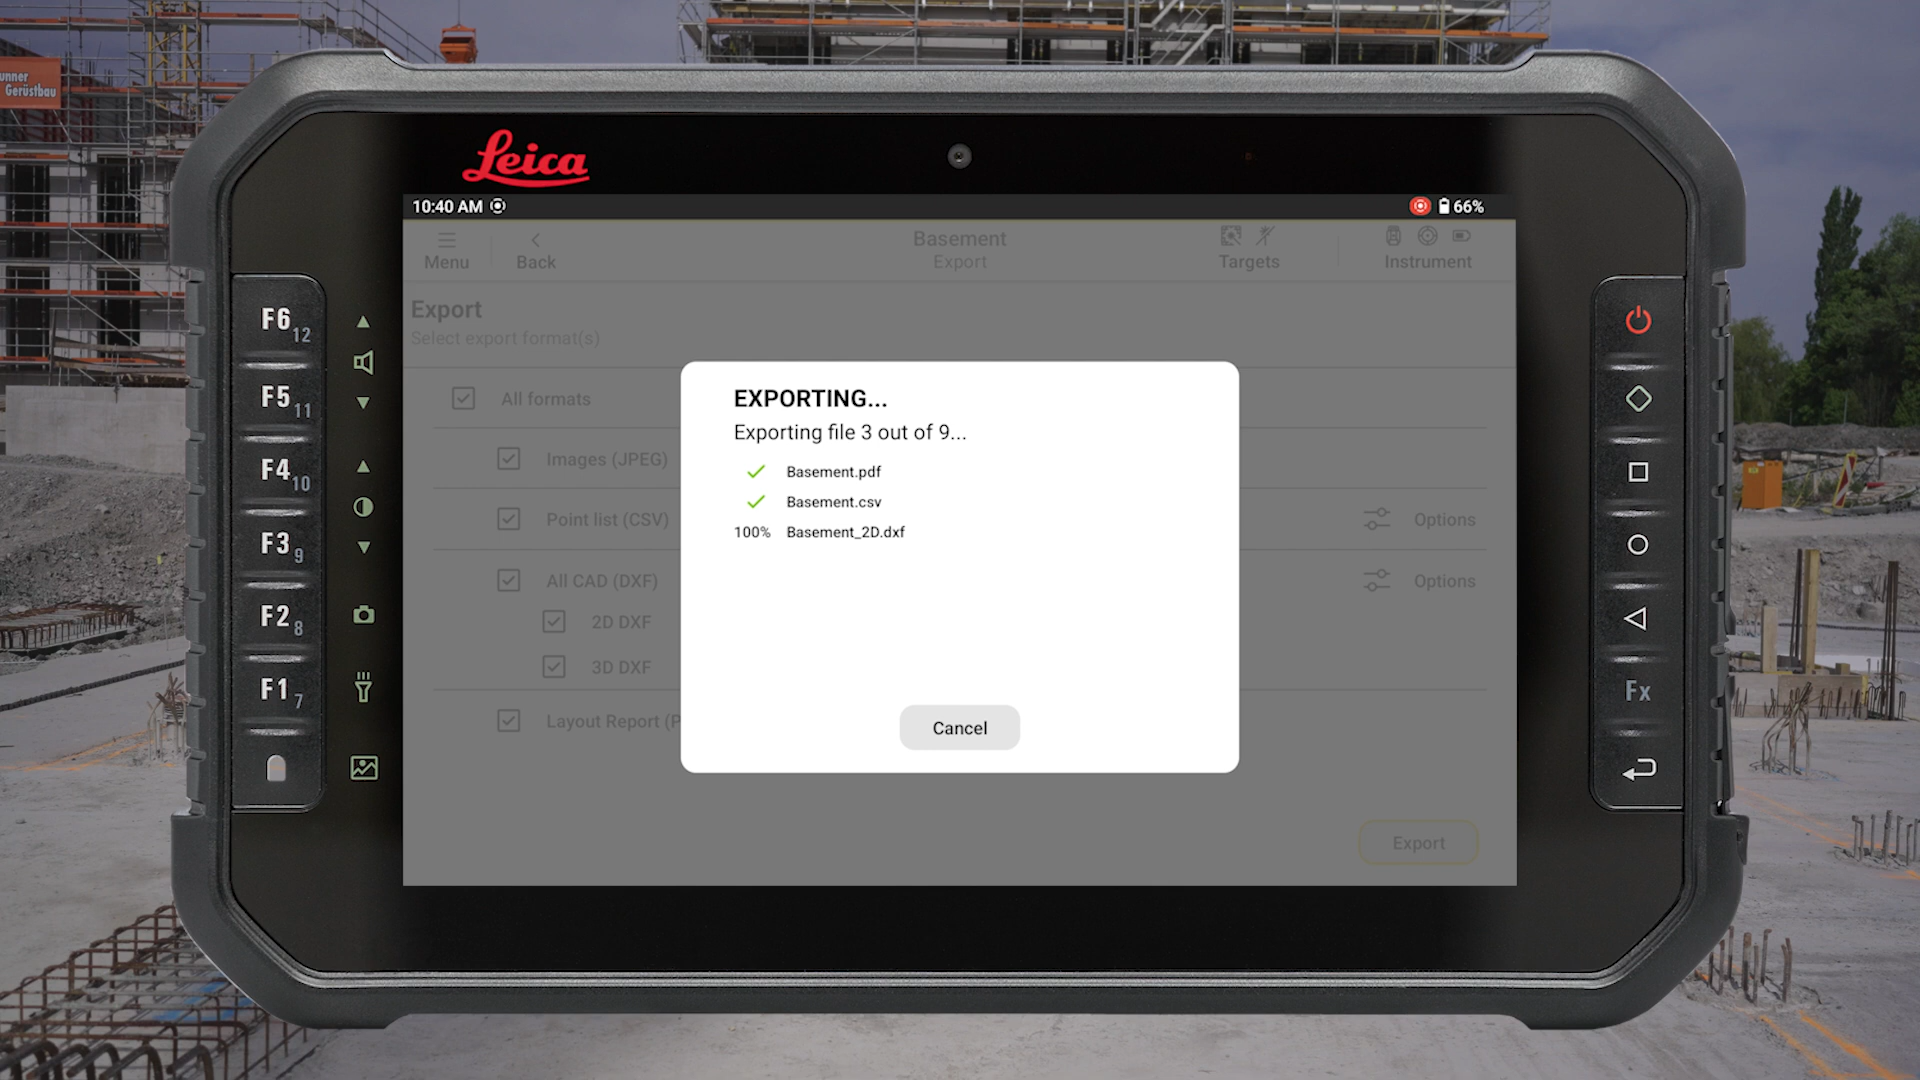 unner
Gerüstbau
Leica
10:40 AM
66%
Menu
Back
Basement
Export
Targets
Instrument
Export
Select export format(s)
All formats
Images (JPEG)
Point list (CSV)
Options
All CAD (DXF)
Options
2D DXF
3D DXF
Layout Report (P
Export
EXPORTING...
Exporting file 3 out of 9...
Basement.pdf
Basement.csv
100% Basement_2D.dxf
Cancel
F6 12
F5 11
F4 10
F3 9
F2 8
F1 7
Fx